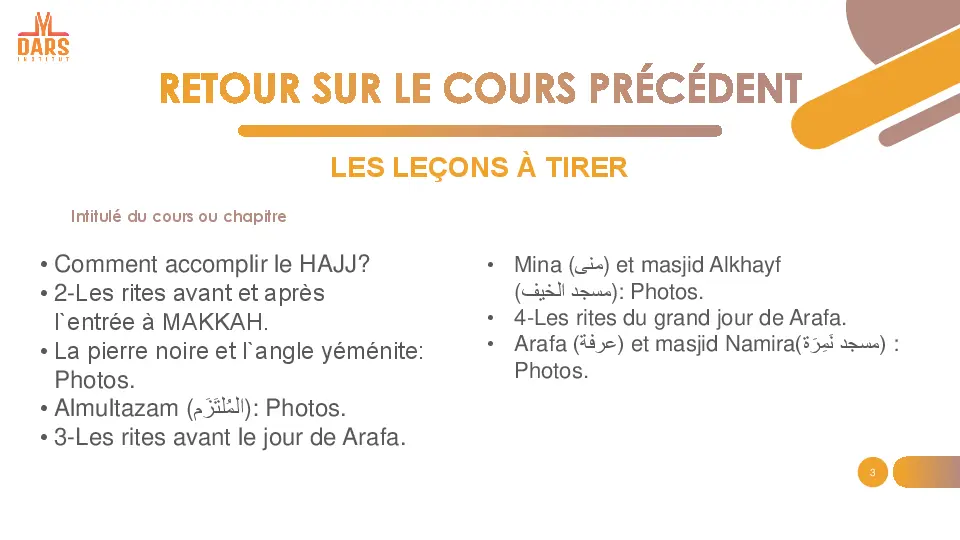 DARS
INSTITUT
RETOUR SUR LE COURS PRÉCÉDENT
LES LEÇONS À TIRER
Intitulé du cours ou chapitre
• Comment accomplir le HAJJ?
• 2-Les rites avant et après
l`entrée à MAKKAH.
• La pierre noire et l`angle yéménite:
Photos.
• Almultazam (المُلتَزَم): Photos.
• 3-Les rites avant le jour de Arafa.
• Mina (منى) et masjid Alkhayf
(مسجد الخيف): Photos.
• 4-Les rites du grand jour de Arafa.
• Arafa (عرفة) et masjid Namira(مسجد نَمِرَة) :
Photos.
3